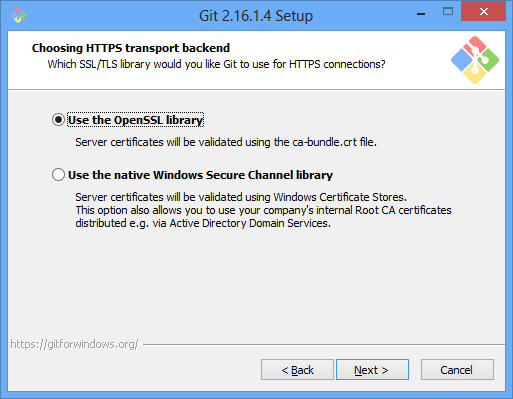 Git 2.16.1.4 Setup
Choosing HTTPS transport backend
Which SSL/TLS library would you like Git to use for HTTPS connections?
Use the OpenSSL library
Server certificates will be validated using the ca-bundle.crt file.
Use the native Windows Secure Channel library
Server certificates will be validated using Windows Certificate Stores.
This option also allows you to use your company's internal Root CA certificates
distributed e.g. via Active Directory Domain Services.
https://gitforwindows.org/
< Back
Next >
Cancel